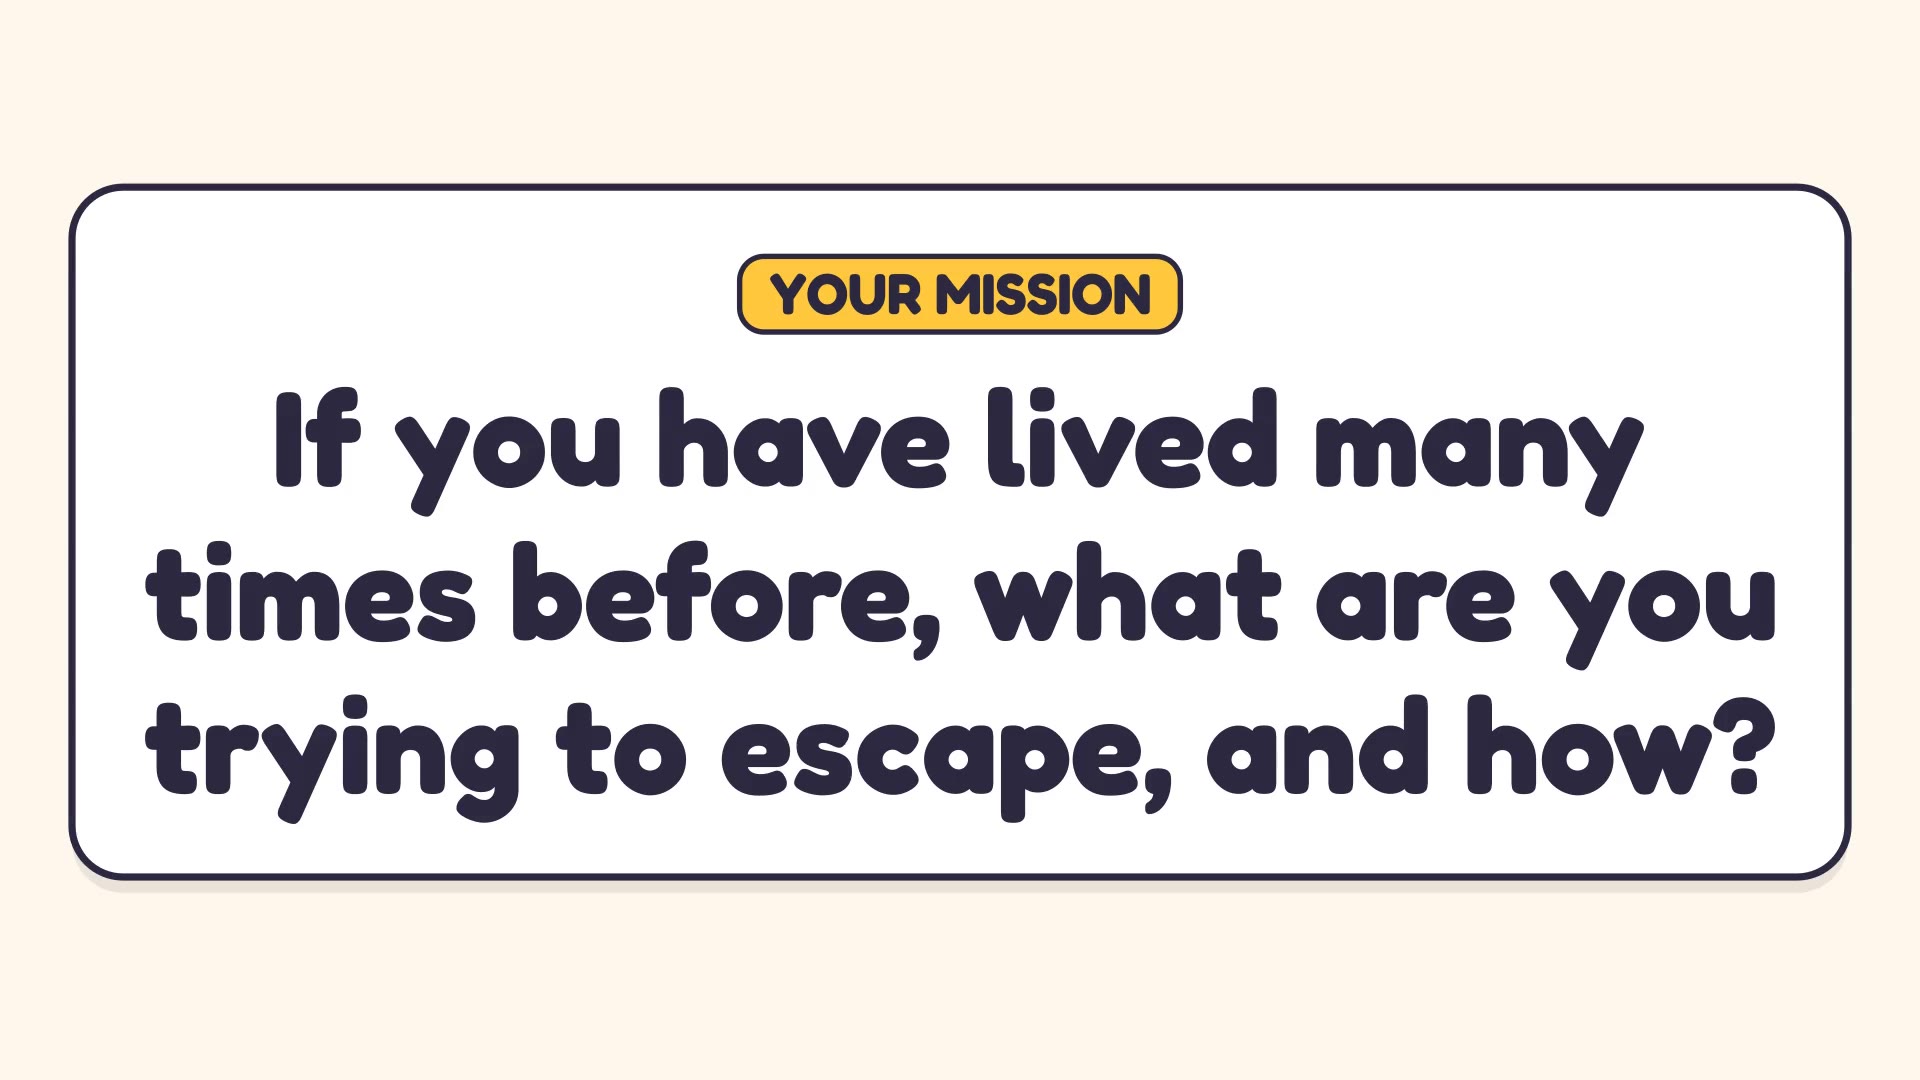 YOUR MISSION
If you have lived many
times before, what are you
trying to escape, and how?